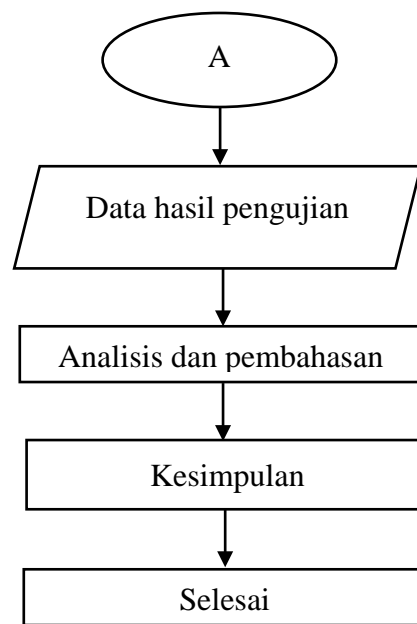 A
Data hasil pengujian
Analisis dan pembahasan
Kesimpulan
Selesai